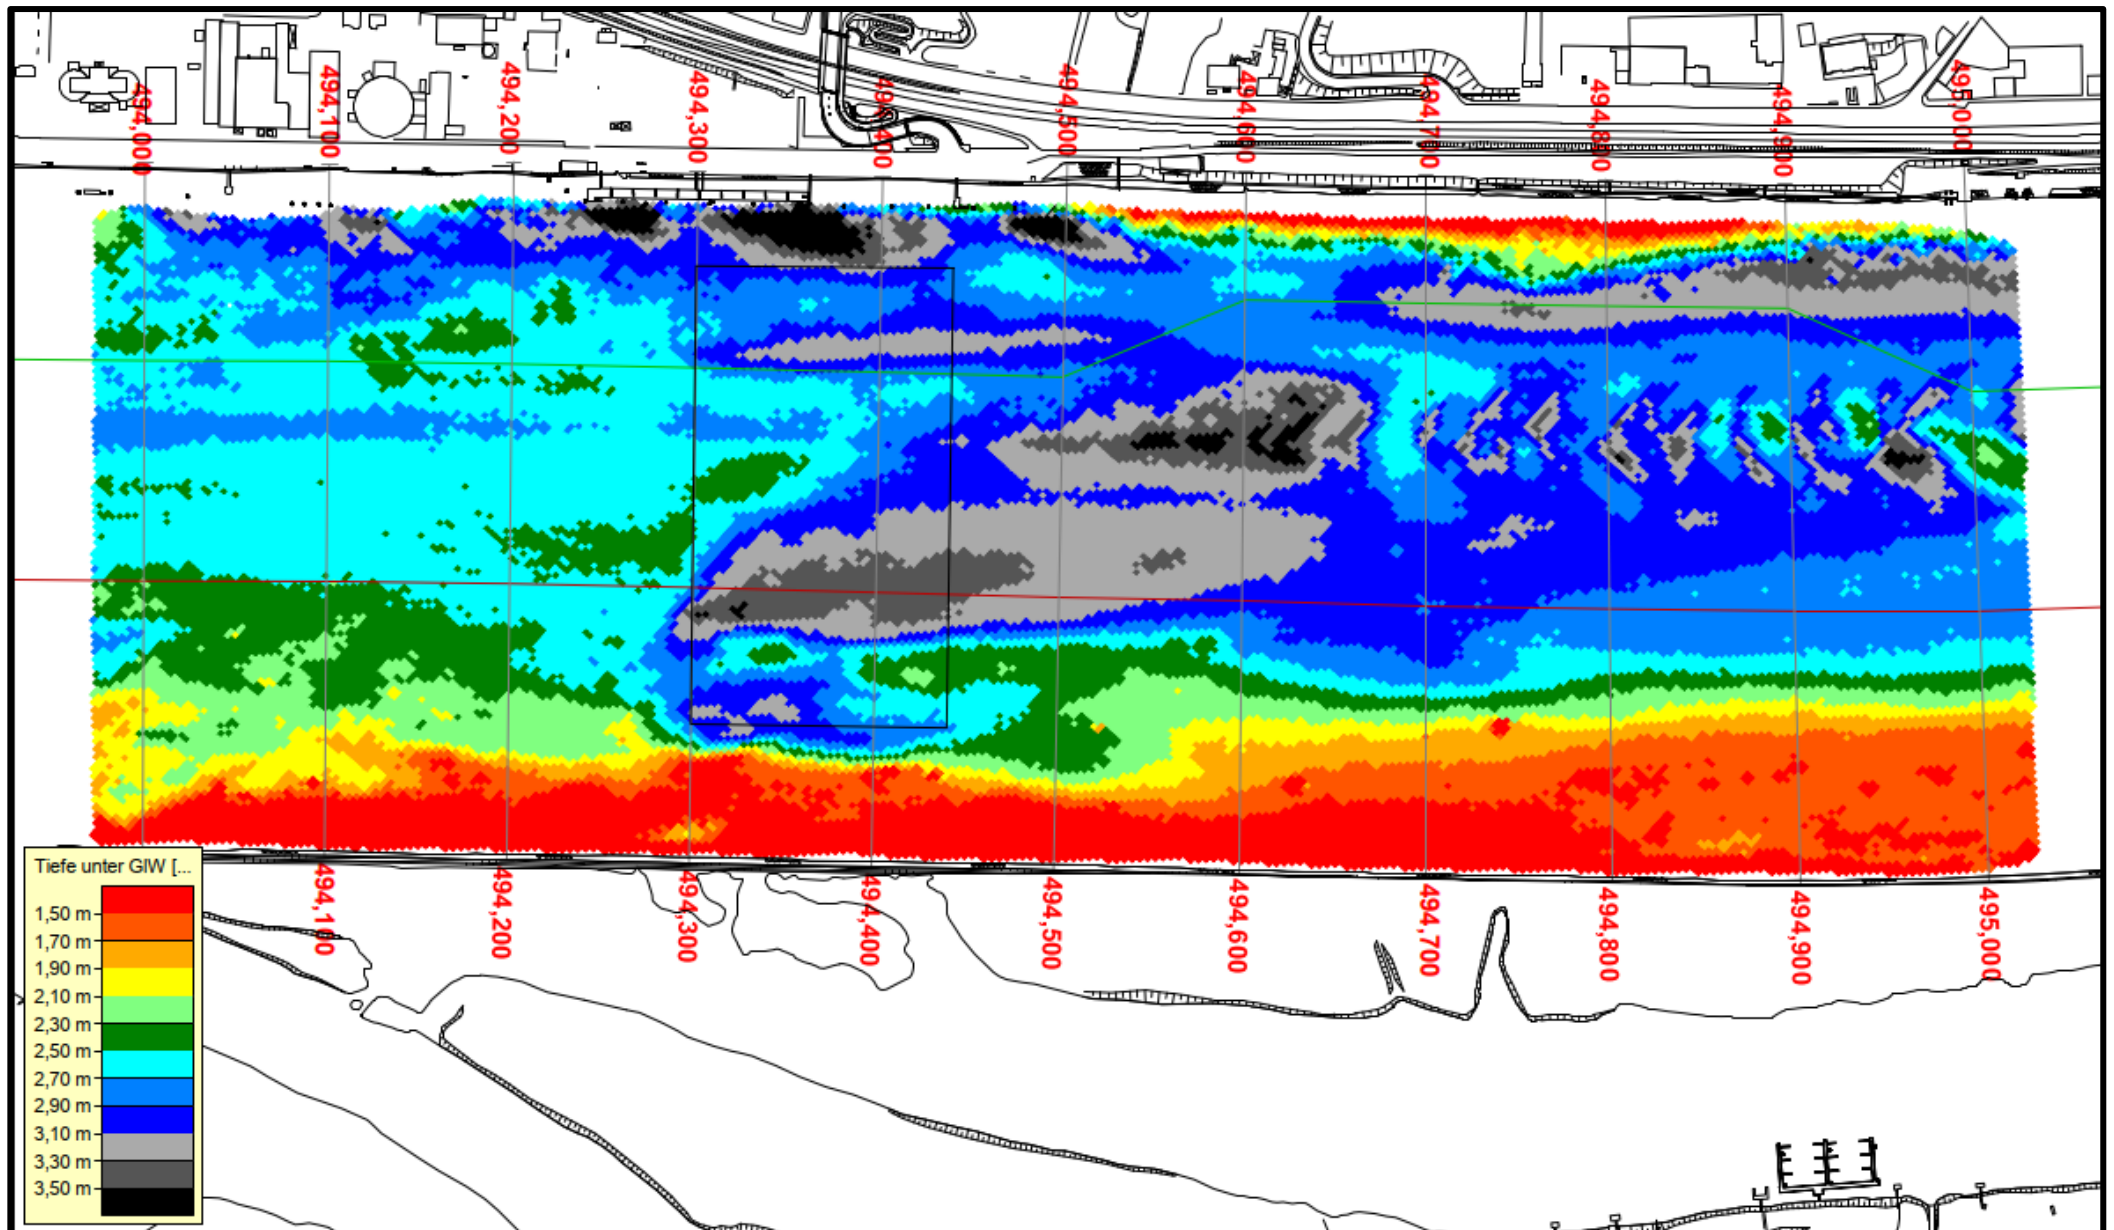 494,000
494,100
494,200
494,300
494,400
494,500
494,600
494,700
494,800
494,900
495,000
494,100
494,200
494,300
494,400
494,500
494,600
494,700
494,800
494,900
495,000
Tiefe unter GlW [...
1,50 m
1,70 m
1,90 m
2,10 m
2,30 m
2,50 m
2,70 m
2,90 m
3,10 m
3,30 m
3,50 m